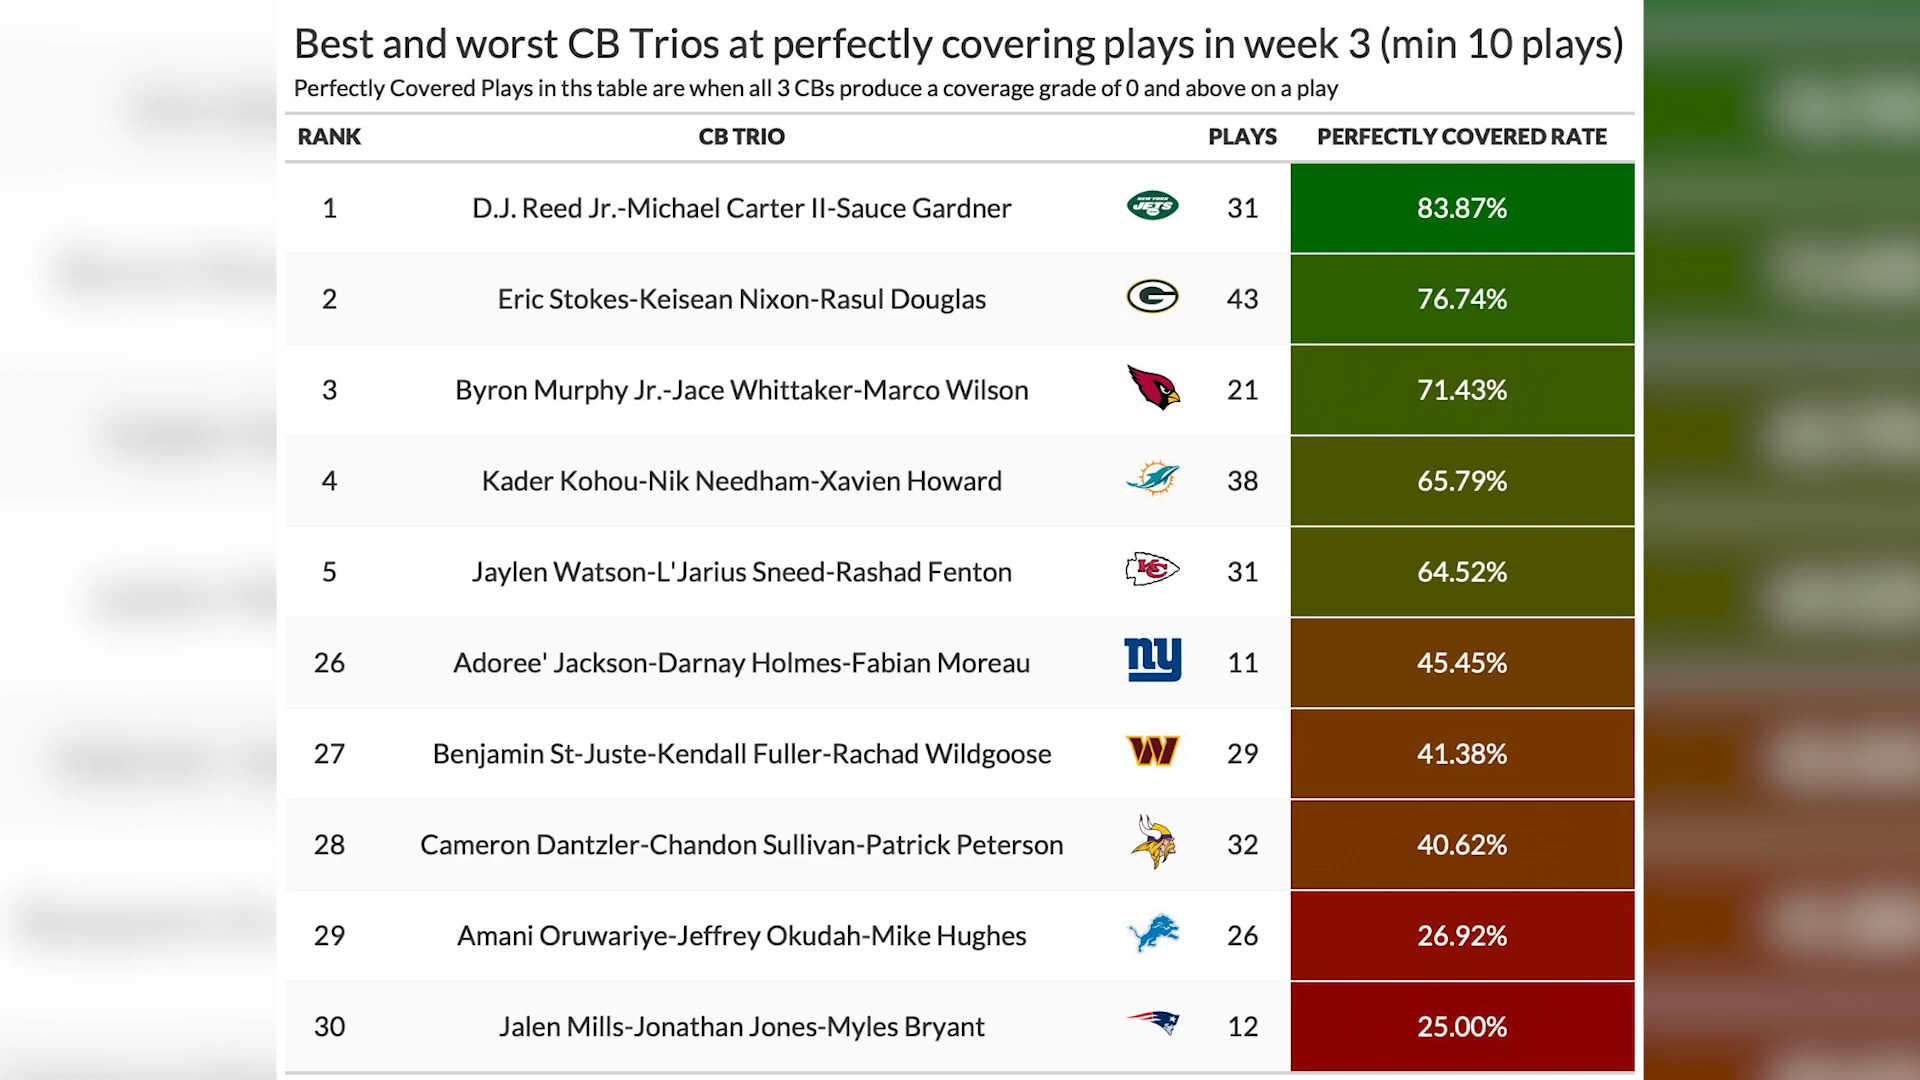 Best and worst CB Trios at perfectly covering plays in week 3 (min 10 plays)
Perfectly Covered Plays in ths table are when all 3 CBs produce a coverage grade of 0 and above on a play
RANK CB TRIO PLAYS PERFECTLY COVERED RATE
1 D.J. Reed Jr.-Michael Carter II-Sauce Gardner NEW YORK JETS 31 83.87%
2 Eric Stokes-Keisean Nixon-Rasul Douglas G 43 76.74%
3 Byron Murphy Jr.-Jace Whittaker-Marco Wilson 21 71.43%
4 Kader Kohou-Nik Needham-Xavien Howard 38 65.79%
5 Jaylen Watson-L'Jarius Sneed-Rashad Fenton KC 31 64.52%
26 Adoree' Jackson-Darnay Holmes-Fabian Moreau ny 11 45.45%
27 Benjamin St-Juste-Kendall Fuller-Rachad Wildgoose W 29 41.38%
28 Cameron Dantzler-Chandon Sullivan-Patrick Peterson 32 40.62%
29 Amani Oruwariye-Jeffrey Okudah-Mike Hughes 26 26.92%
30 Jalen Mills-Jonathan Jones-Myles Bryant 12 25.00%